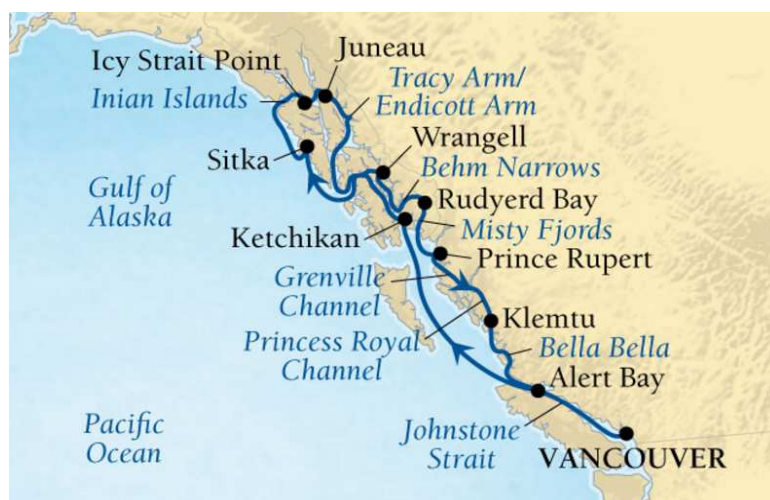 Juneau
Icy Strait Point
Tracy Arm/
Endicott Arm
Inian Islands
Wrangell
Sitka
Behm Narrows
Gulf of
Alaska
Rudyerd Bay
Ketchikan
Misty Fjords
Prince Rupert
Grenville
Channel
Klemtu
Princess Royal
Channel
Bella Bella
Alert Bay
Pacific
Ocean
Johnstone
Strait
VANCOUVER